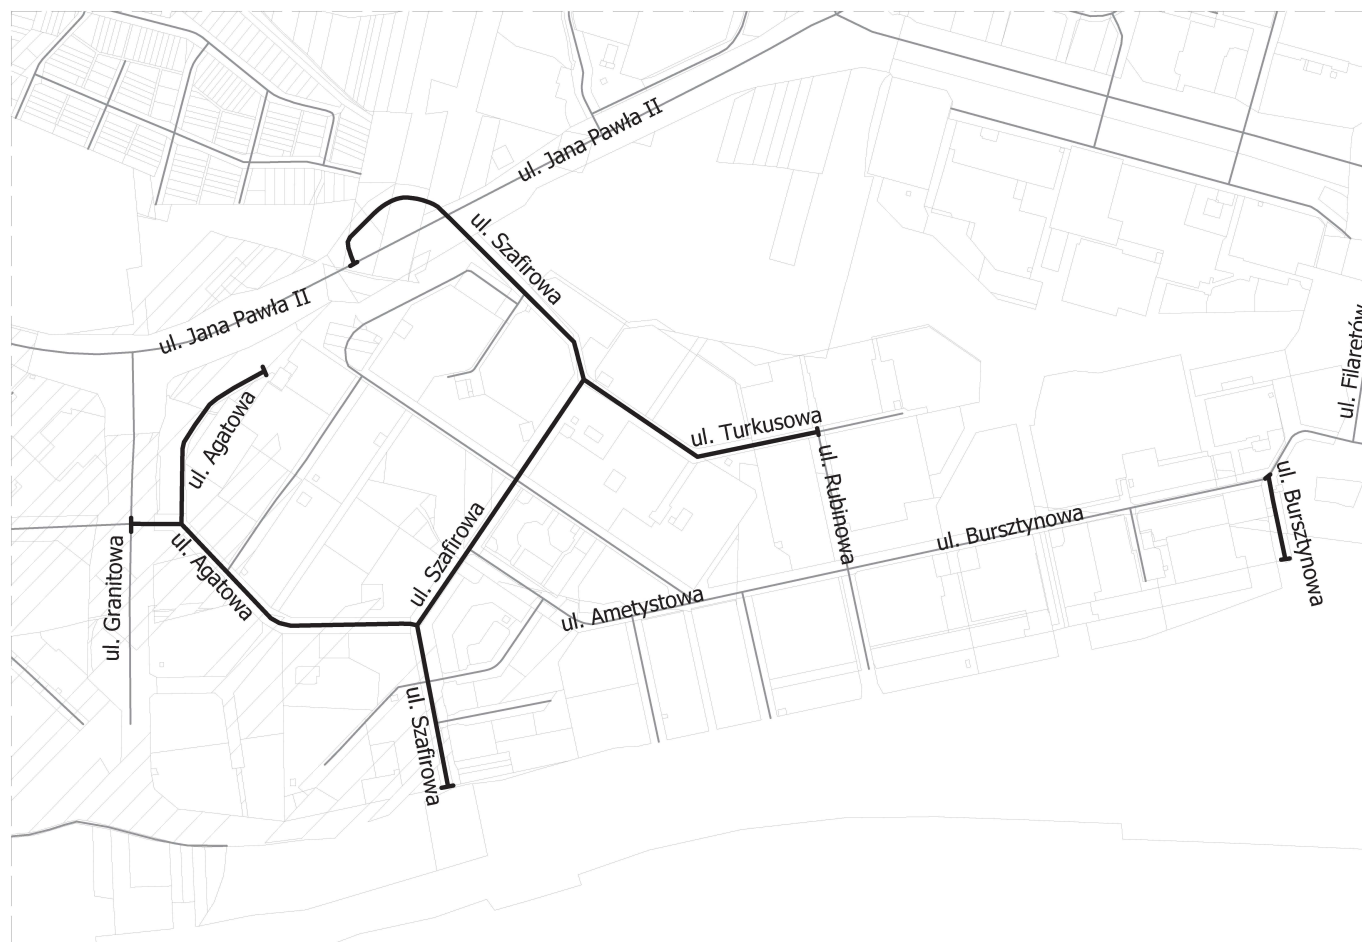 ul. Jana Pawła II
ul. Szafirowa
ul. Jana Pawła II
ul. Filaretów
ul. Agatowa
ul. Turkusowa
ul. Rubinowa
ul. Bursztynowa
ul. Bursztynowa
ul. Szafirowa
ul. Agatowa
ul. Granitowa
ul. Ametystowa
ul. Szafirowa